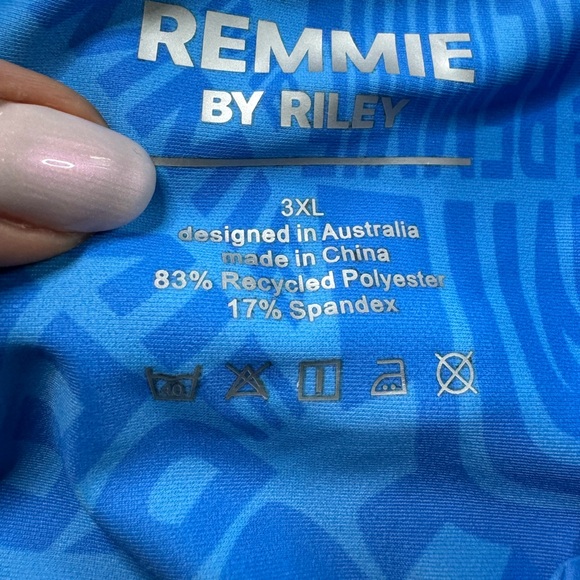 REMMIE
BY RILEY
3XL
designed in Australia
made in China
83% Recycled Polyester
17% Spandex